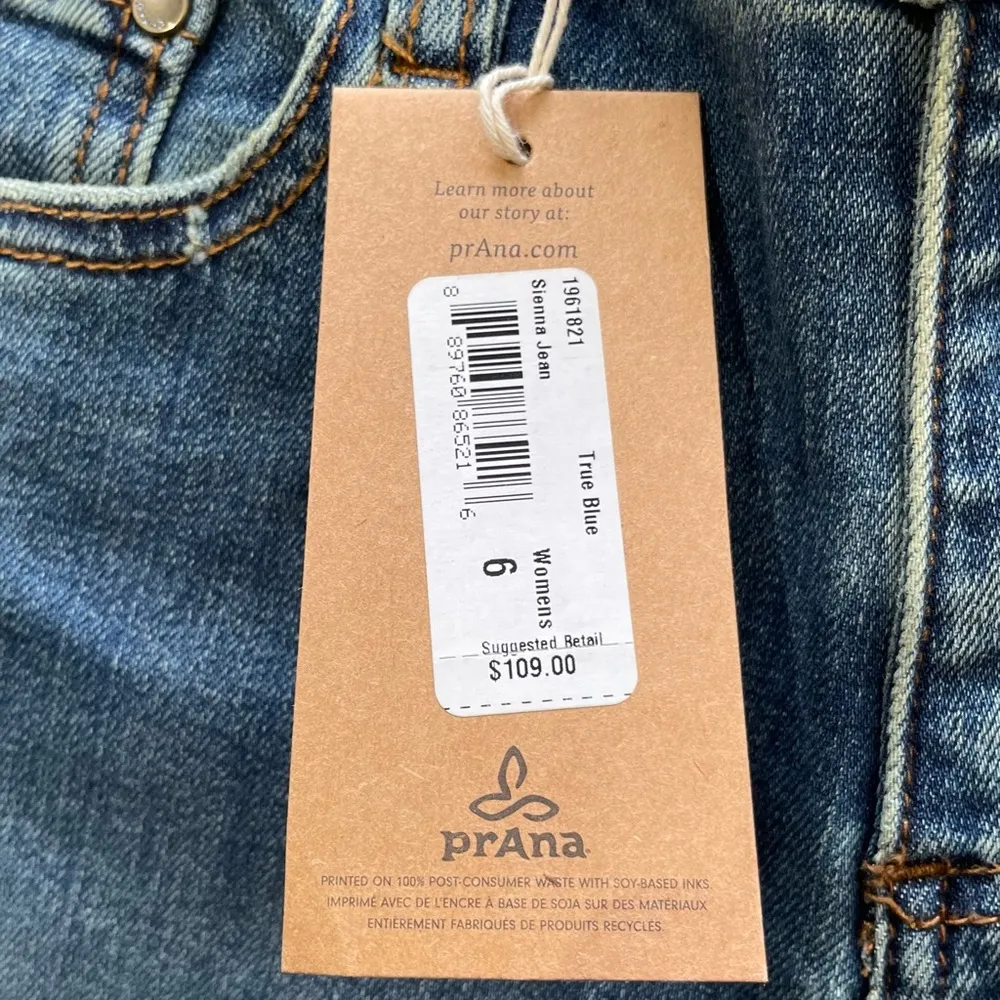 Learn more about
our story at:
prAna.com
1961821
Sienna Jean
True Blue
8 89760 86521 6
Womens
6
Suggested Retail
$109.00
prAna
PRINTED ON 100% POST-CONSUMER WASTE WITH SOY-BASED INKS.
IMPRIMÉ AVEC DE L'ENCRE À BASE DE SOJA SUR DES MATÉRIAUX
ENTIÈREMENT FABRIQUÉS DE PRODUITS RECYCLÉS.